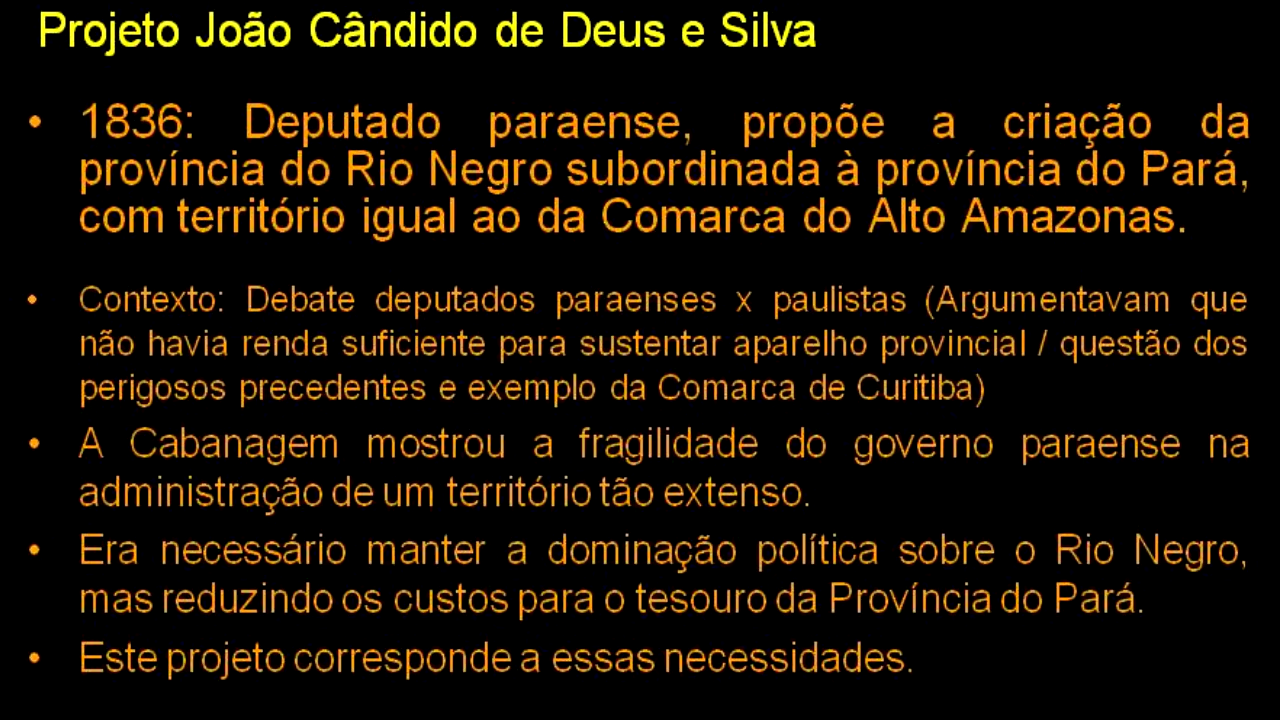 Projeto João Cândido de Deus e Silva
• 1836: Deputado paraense, propõe a criação da
província do Rio Negro subordinada à província do Pará,
com território igual ao da Comarca do Alto Amazonas.
• Contexto: Debate deputados paraenses x paulistas (Argumentavam que
não havia renda suficiente para sustentar aparelho provincial / questão dos
perigosos precedentes e exemplo da Comarca de Curitiba)
• A Cabanagem mostrou a fragilidade do governo paraense na
administração de um território tão extenso.
• Era necessário manter a dominação política sobre o Rio Negro,
mas reduzindo os custos para o tesouro da Província do Pará.
• Este projeto corresponde a essas necessidades.